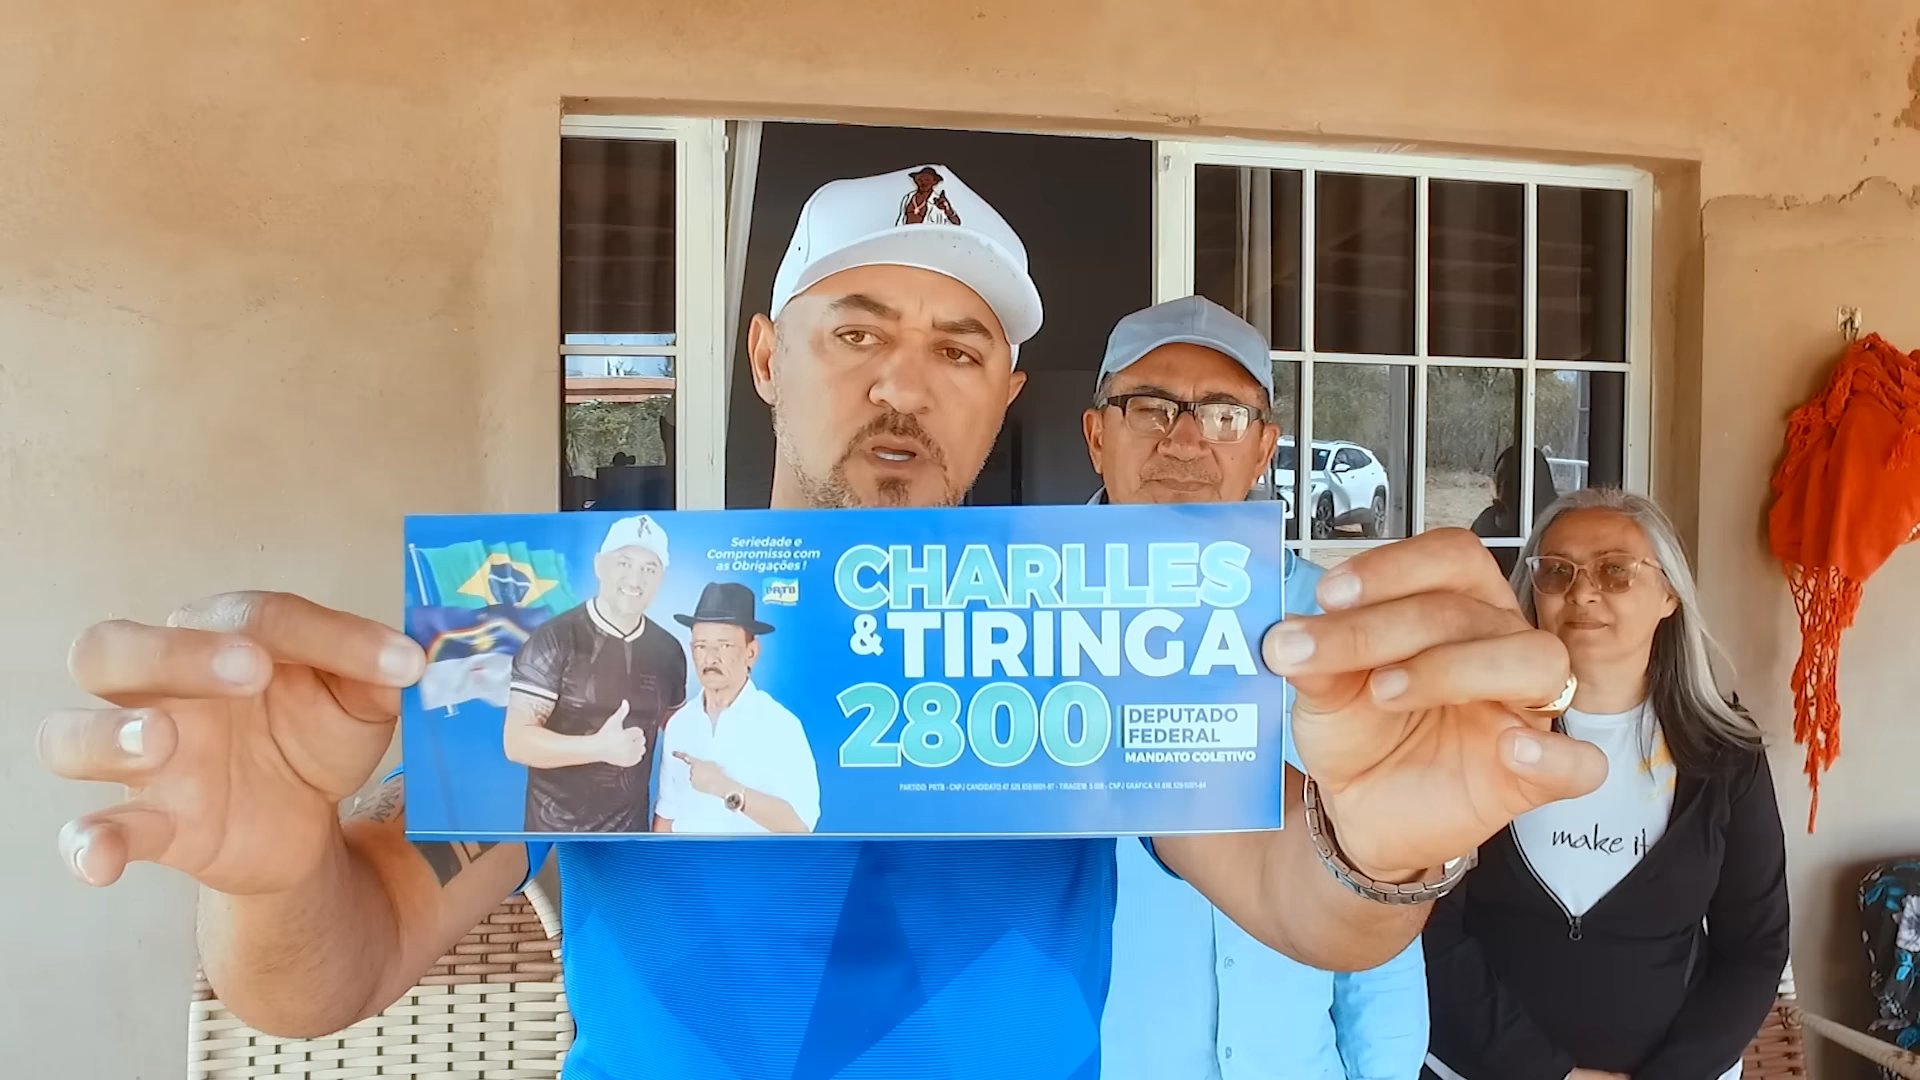 Seriedade e
Compromisso com
as Obrigações !
PRTB
CHARLLES
& TIRINGA
2800
DEPUTADO
FEDERAL
MANDATO COLETIVO
make it